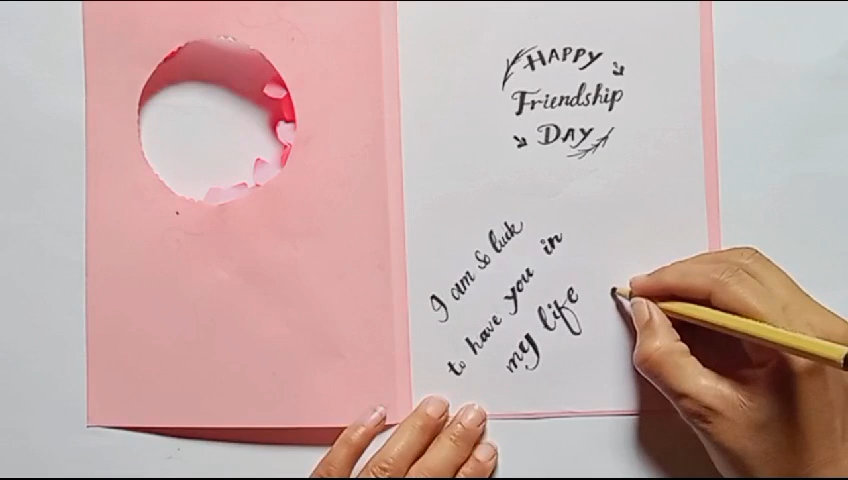 HAPPY
Friendship
DAY
I am so luck
to have you in
my life